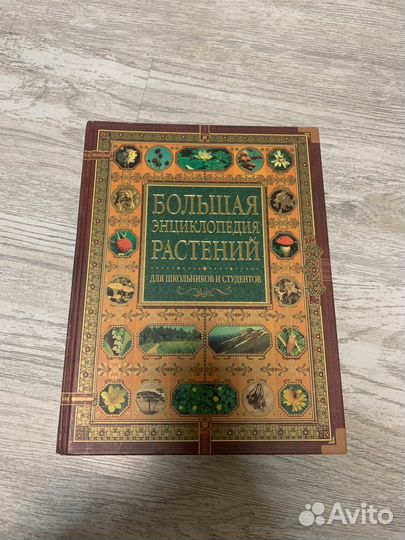 БОЛЬШАЯ
ЭНЦИКЛОПЕДИЯ
РАСТЕНИЙ
ДЛЯ ШКОЛЬНИКОВ И СТУДЕНТОВ
Avito